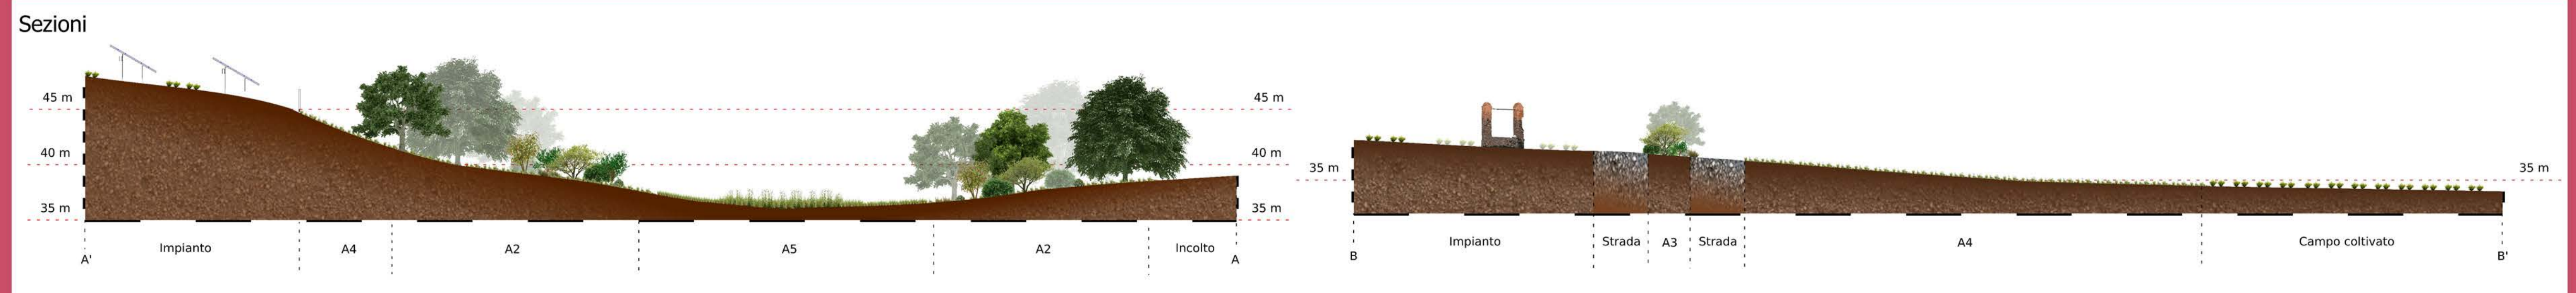 Sezioni
45 m
45 m
40 m
40 m
35 m
35 m
Impianto
A4
A2
A5
A2
Incolto
A'
A
35 m
35 m
Impianto
Strada
A3
Strada
A4
Campo coltivato
B
B'